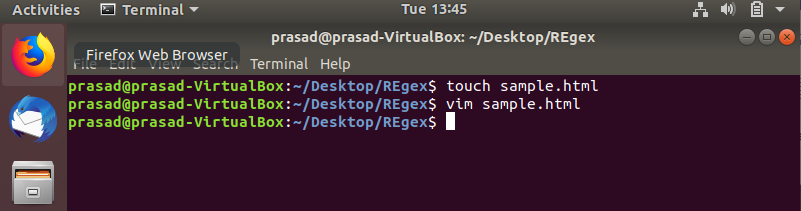 Activities Terminal Tue 13:45
prasad@prasad-VirtualBox: ~/Desktop/REgex
Firefox Web Browser
File Edit View Search Terminal Help
prasad@prasad-VirtualBox:~/Desktop/REgex$ touch sample.html
prasad@prasad-VirtualBox:~/Desktop/REgex$ vim sample.html
prasad@prasad-VirtualBox:~/Desktop/REgex$